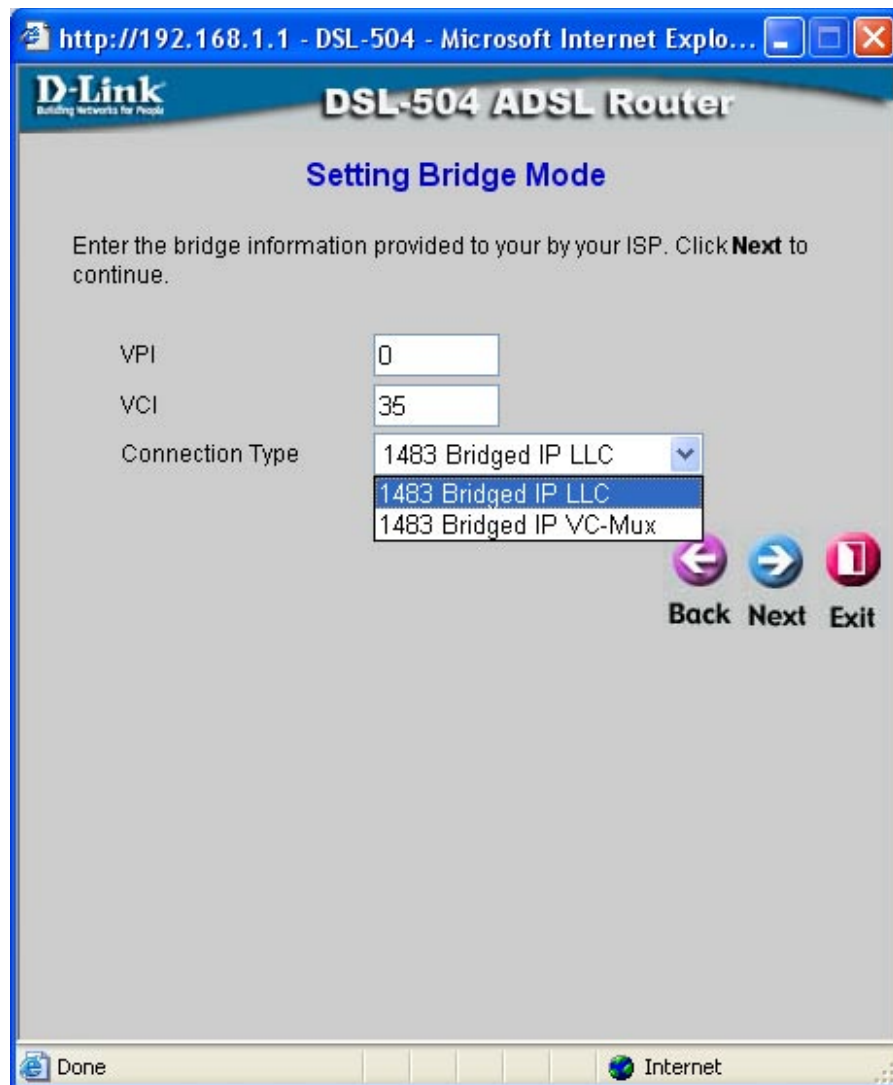 http://192.168.1.1 - DSL-504 - Microsoft Internet Explo...
D-Link
Building Networks for People
DSL-504 ADSL Router
Setting Bridge Mode
Enter the bridge information provided to your by your ISP. Click Next to
continue.
VPI 0
VCI 35
Connection Type 1483 Bridged IP LLC
1483 Bridged IP LLC
1483 Bridged IP VC-Mux
Back Next Exit
Done Internet